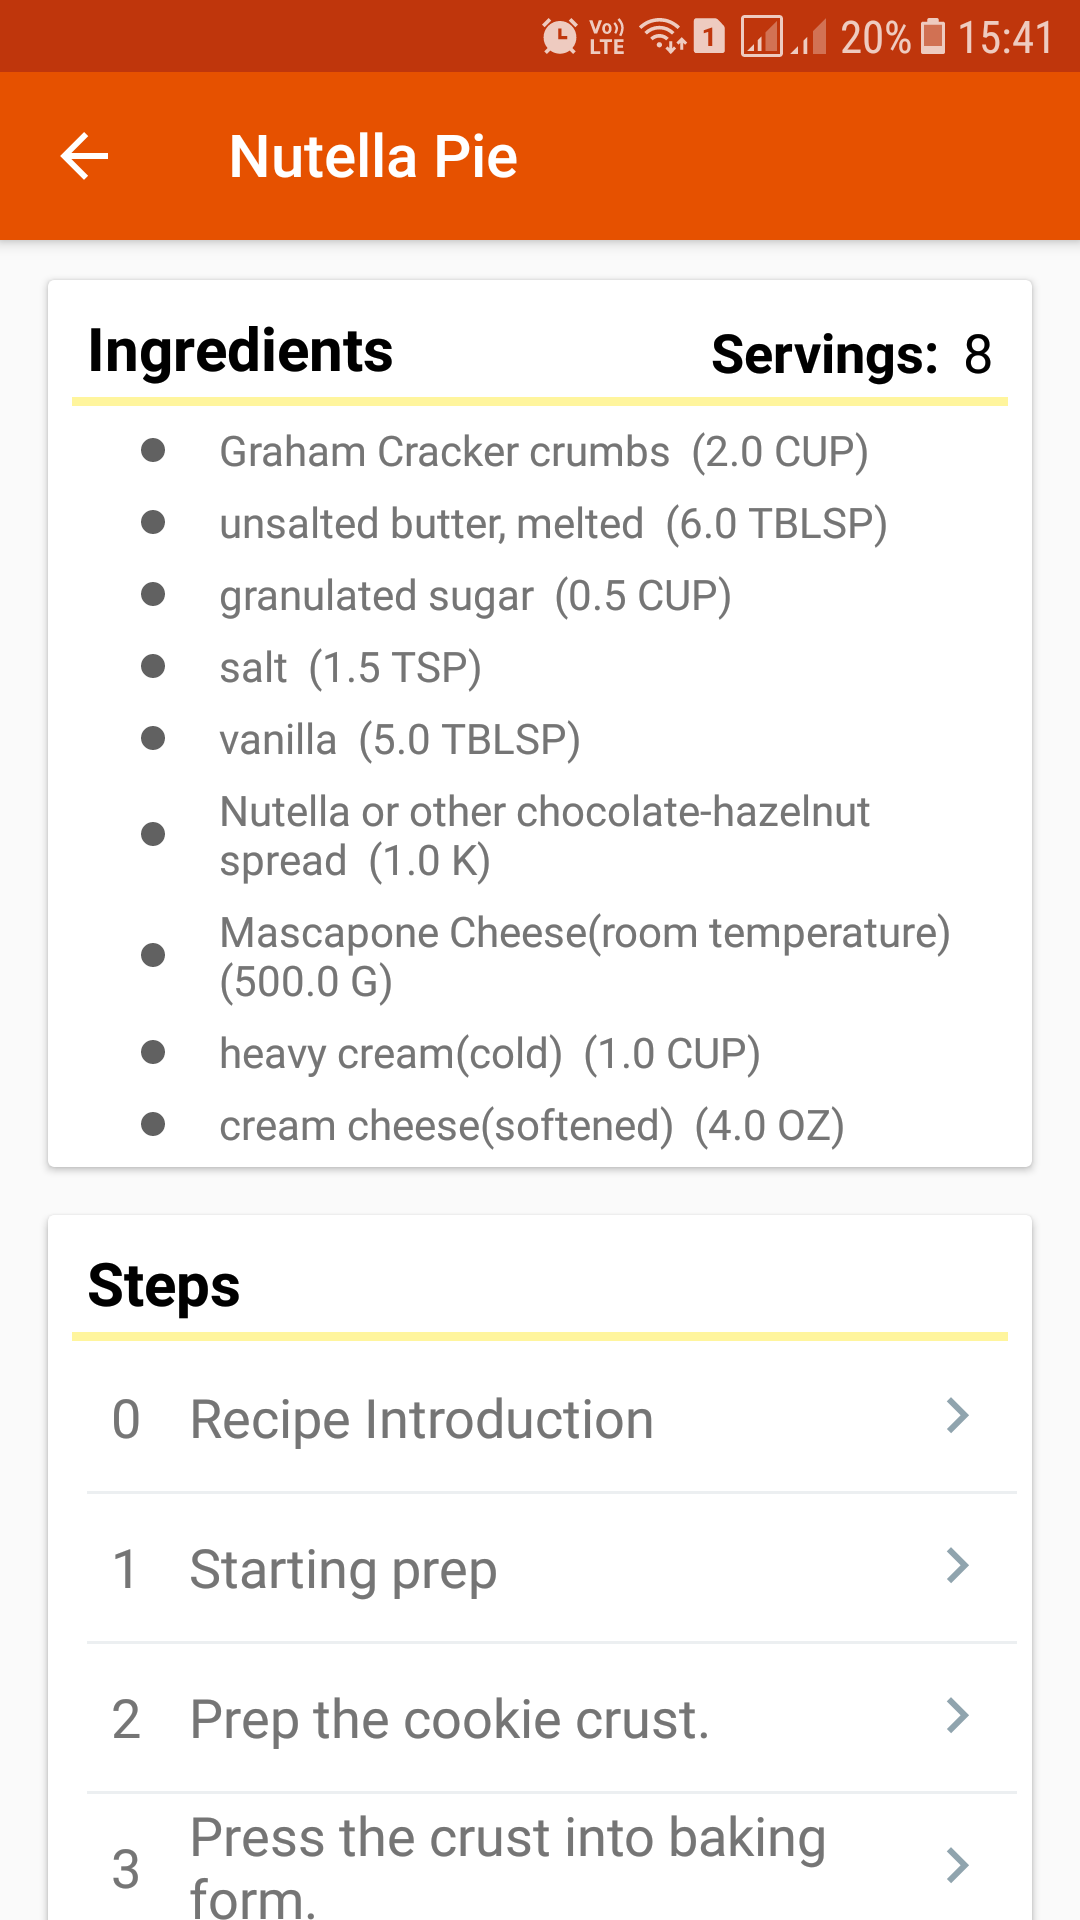 Vo)) LTE 1 20% 15:41
Nutella Pie
Ingredients Servings: 8
Graham Cracker crumbs (2.0 CUP)
unsalted butter, melted (6.0 TBLSP)
granulated sugar (0.5 CUP)
salt (1.5 TSP)
vanilla (5.0 TBLSP)
Nutella or other chocolate-hazelnut
spread (1.0 K)
Mascapone Cheese(room temperature)
(500.0 G)
heavy cream(cold) (1.0 CUP)
cream cheese(softened) (4.0 OZ)
Steps
0 Recipe Introduction
1 Starting prep
2 Prep the cookie crust.
3 Press the crust into baking
form.